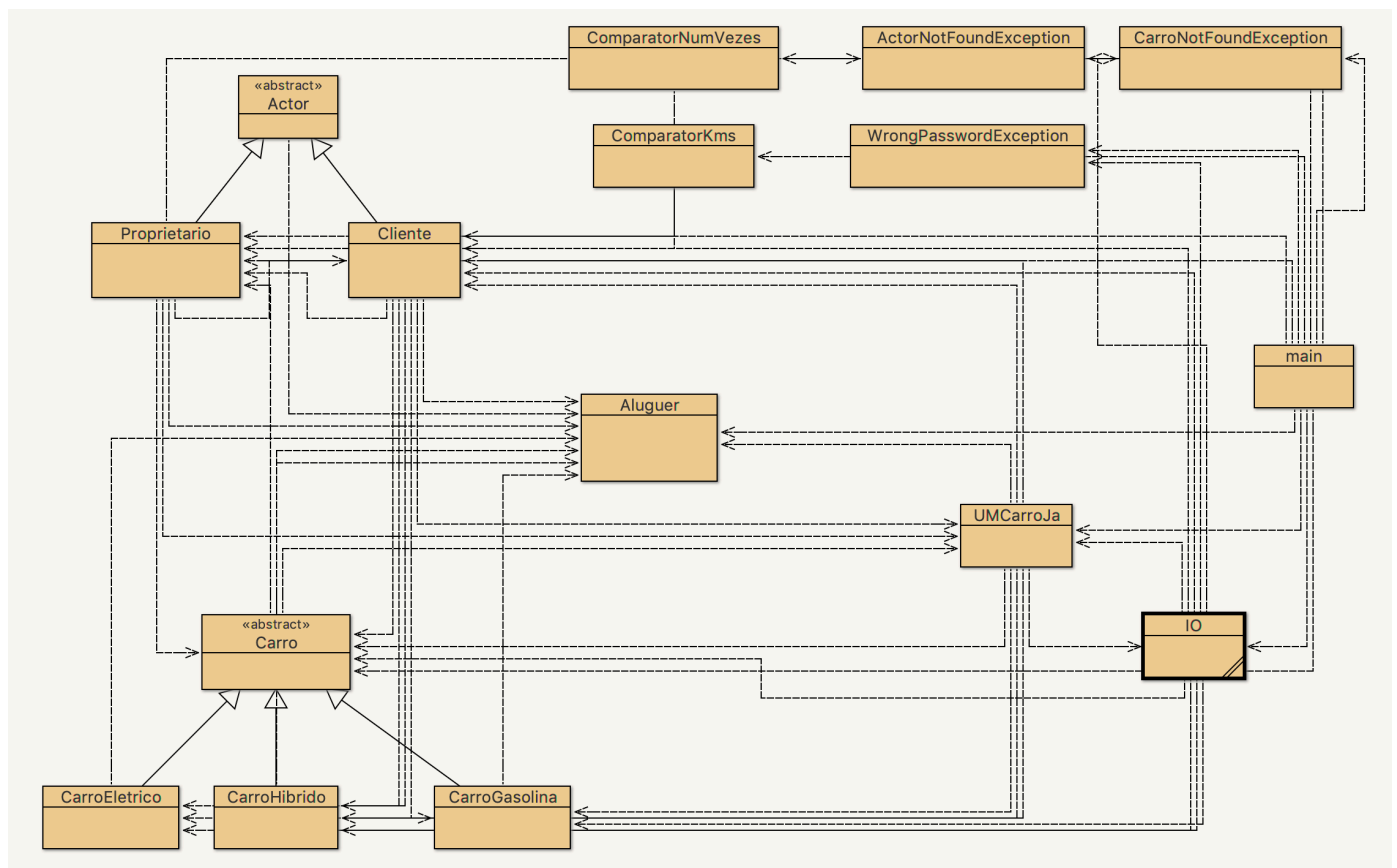 ComparatorNumVezes
ActorNotFoundException
CarroNotFoundException
«abstract»
Actor
ComparatorKms
WrongPasswordException
Proprietario
Cliente
main
Aluguer
UMCarroJa
«abstract»
Carro
IO
CarroEletrico
CarroHibrido
CarroGasolina